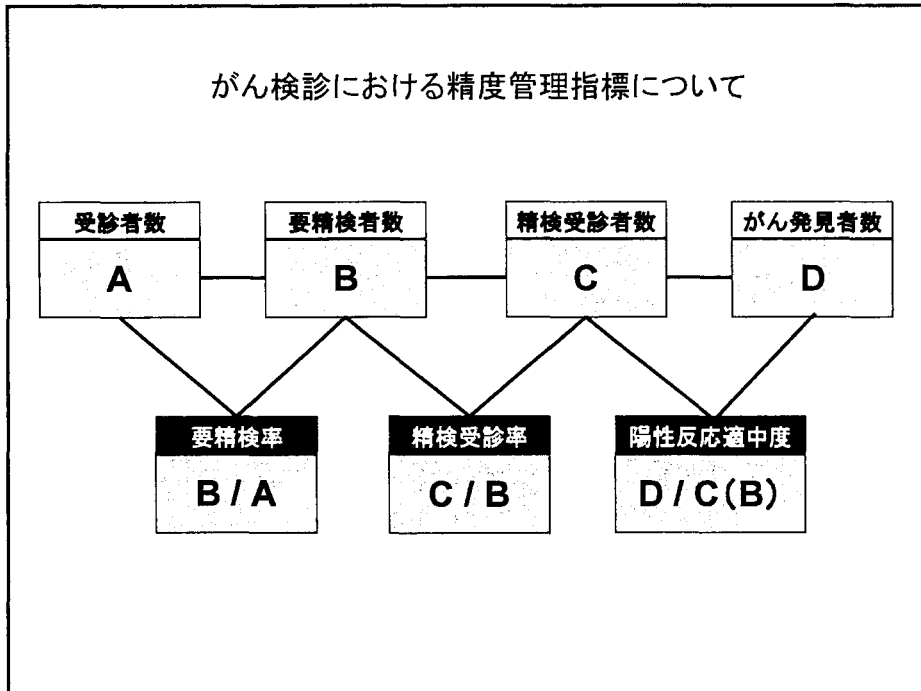 がん検診における精度管理指標について
受診者数
要精検者数
精検受診者数
がん発見者数
A
B
C
D
要精検率
精検受診率
陽性反応適中度
B / A
C / B
D / C(B)